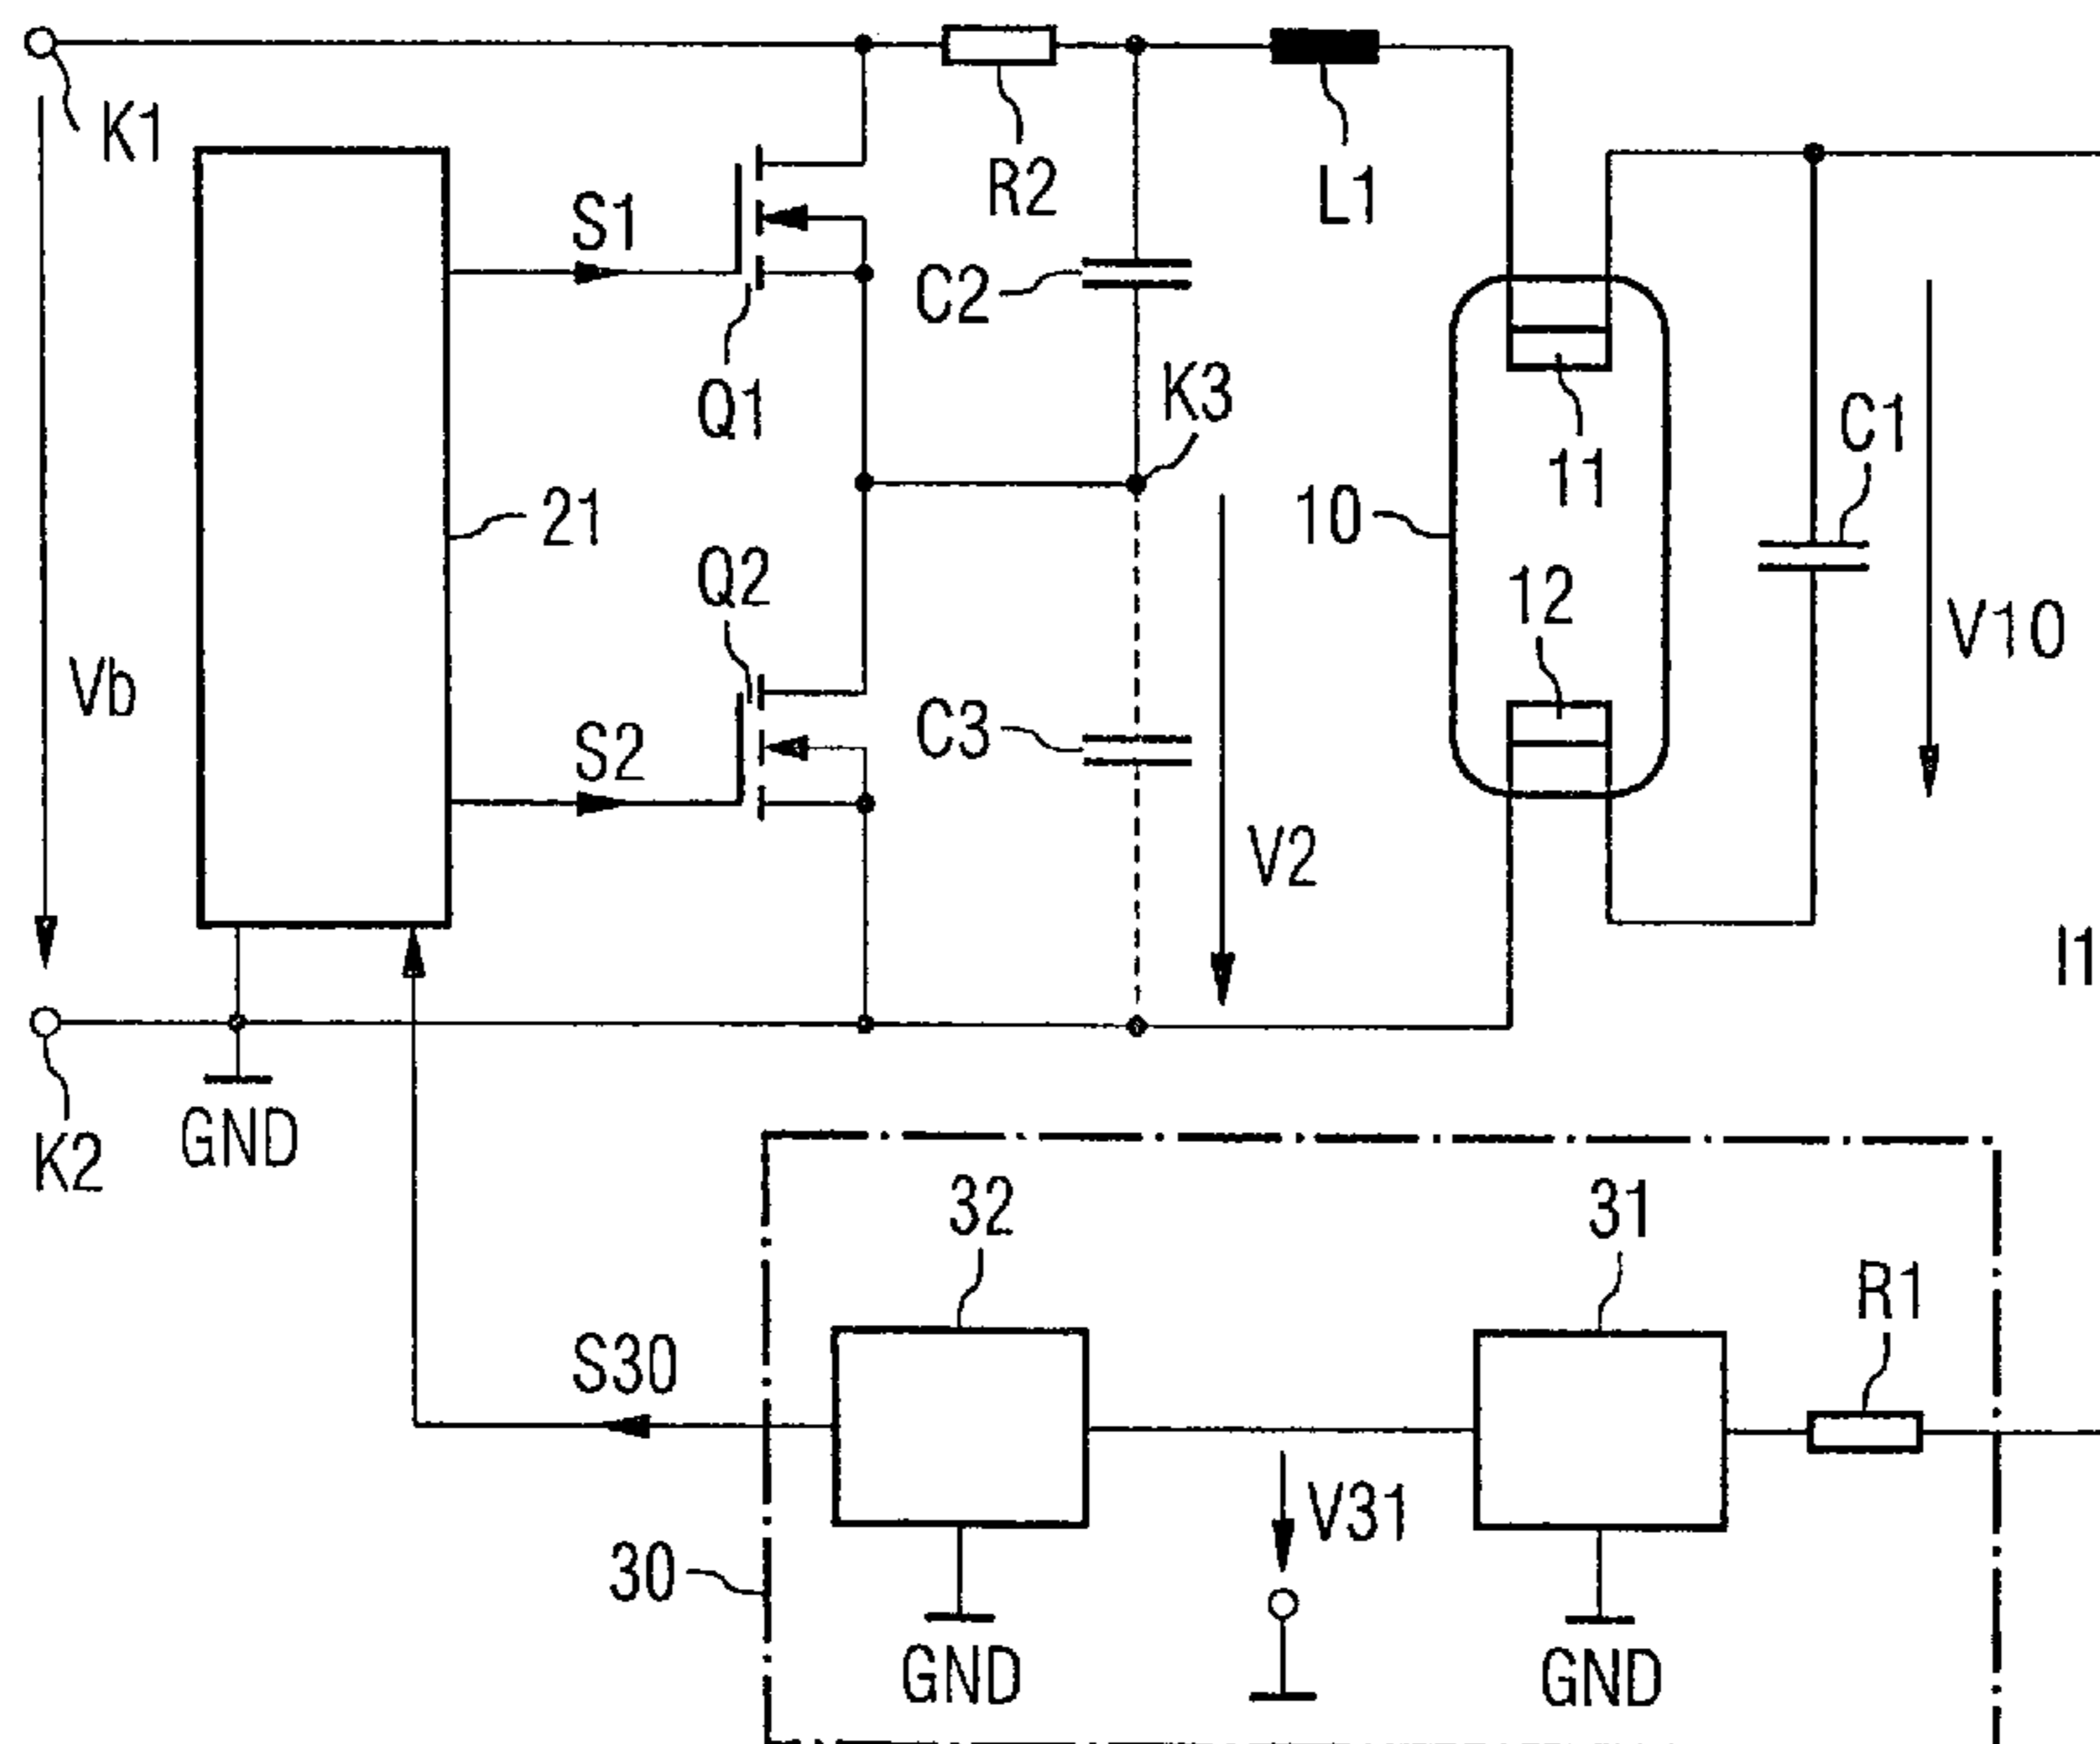 K1
R2
L1
S1
C2
K3
Q1
11
C1
10
21
Q2
12
V10
Vb
C3
S2
V2
I1
GND
K2
32
31
R1
S30
V31
30
GND
GND